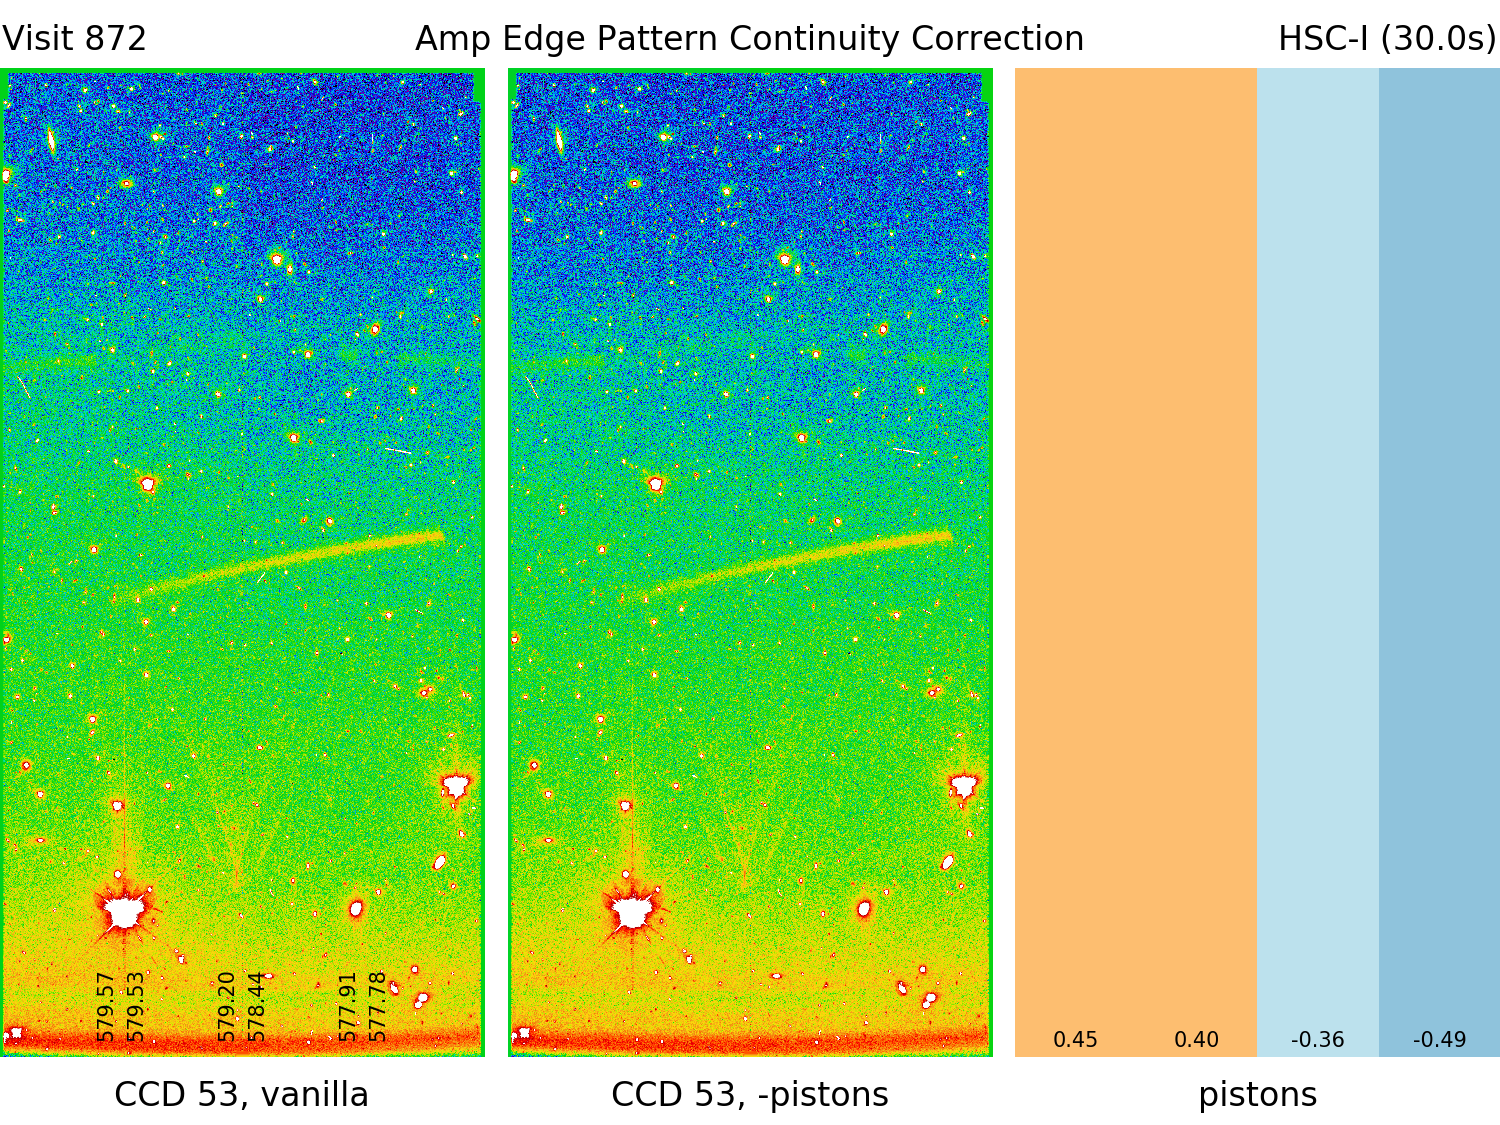 Visit 872
Amp Edge Pattern Continuity Correction
HSC-I (30.0s)
579.57
579.53
579.20
578.44
577.91
577.78
0.45
0.40
-0.36
-0.49
CCD 53, vanilla
CCD 53, -pistons
pistons